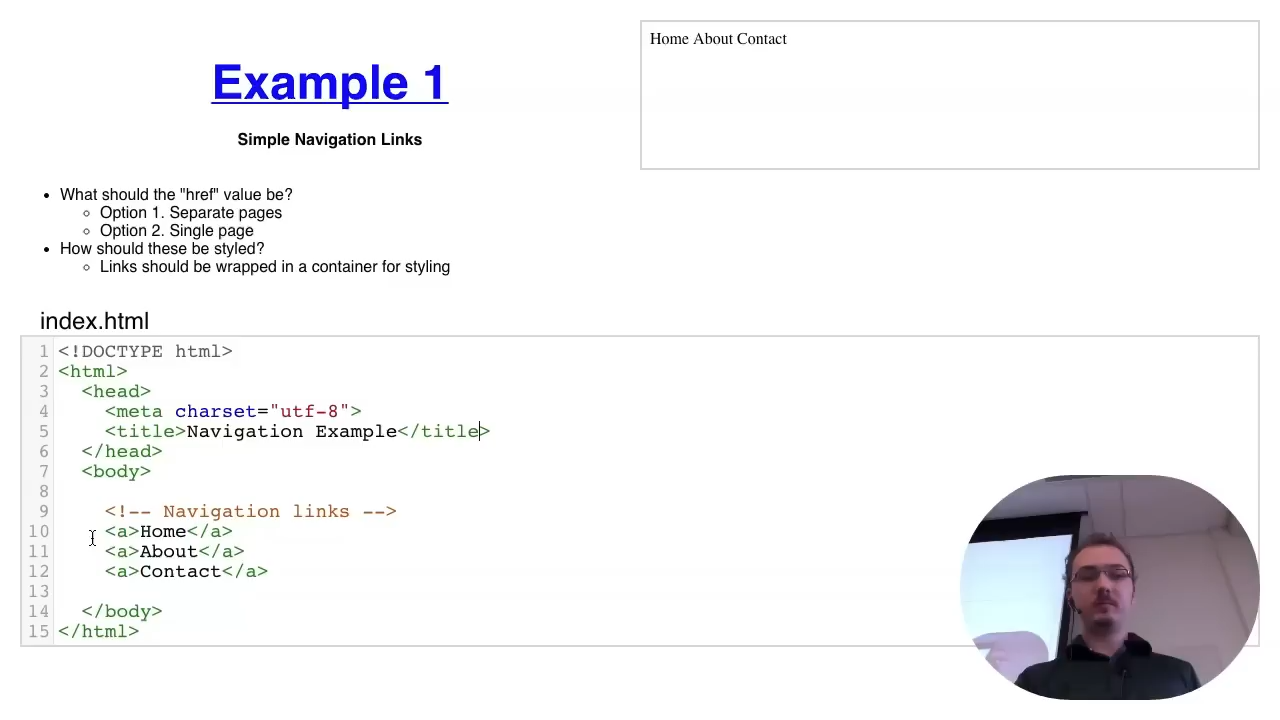 Example 1
Simple Navigation Links
• What should the "href" value be?
◦ Option 1. Separate pages
◦ Option 2. Single page
• How should these be styled?
◦ Links should be wrapped in a container for styling
Home About Contact
index.html
1 <!DOCTYPE html>
2 <html>
3   <head>
4     <meta charset="utf-8">
5     <title>Navigation Example</title>
6   </head>
7   <body>
8
9     <!-- Navigation links -->
10     <a>Home</a>
11     <a>About</a>
12     <a>Contact</a>
13
14   </body>
15 </html>